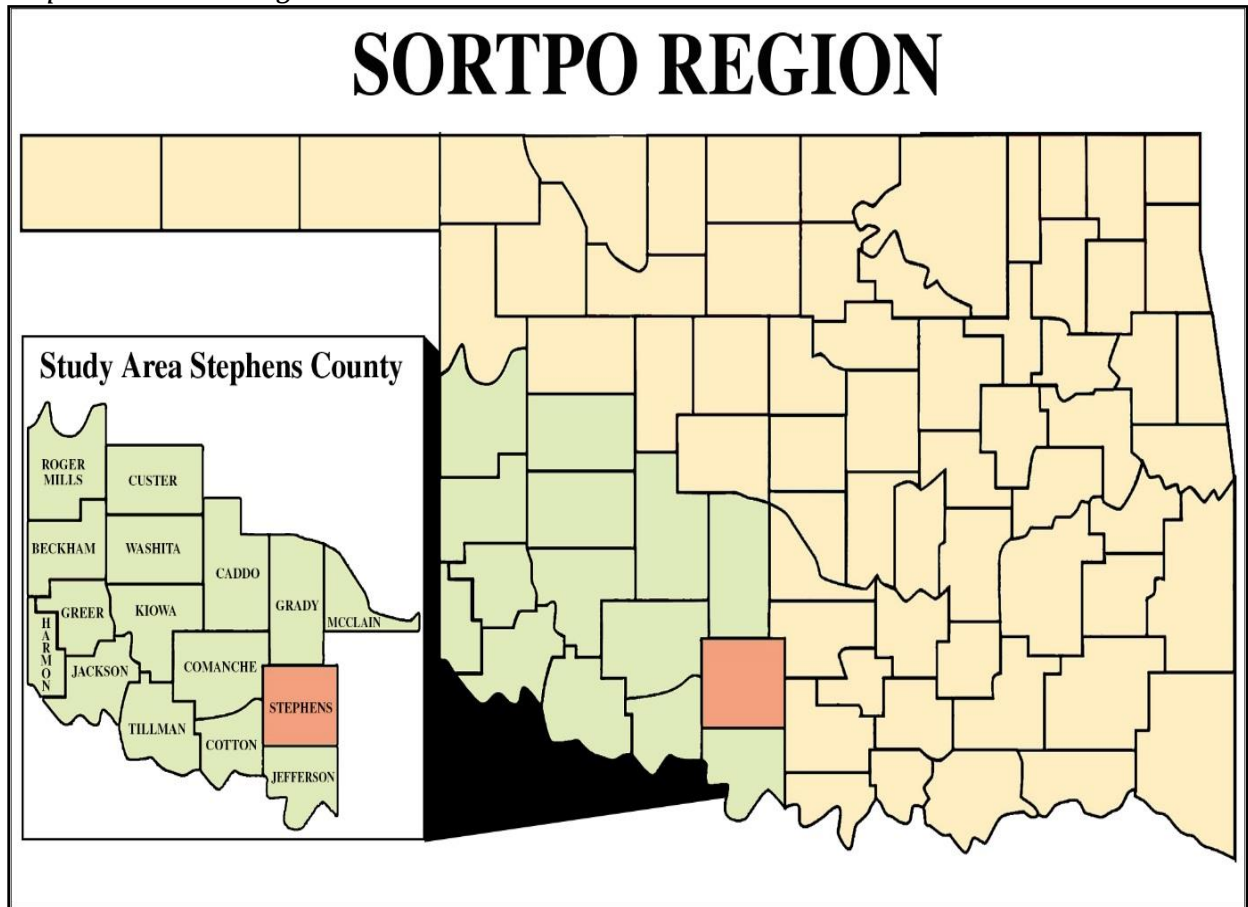 SORTPO REGION
Study Area Stephens County
ROGER
MILLS
CUSTER
BECKHAM
WASHITA
CADDO
GREER
KIOWA
GRADY
HARMON
MCCLAIN
COMANCHE
JACKSON
STEPHENS
TILLMAN
COTTON
JEFFERSON